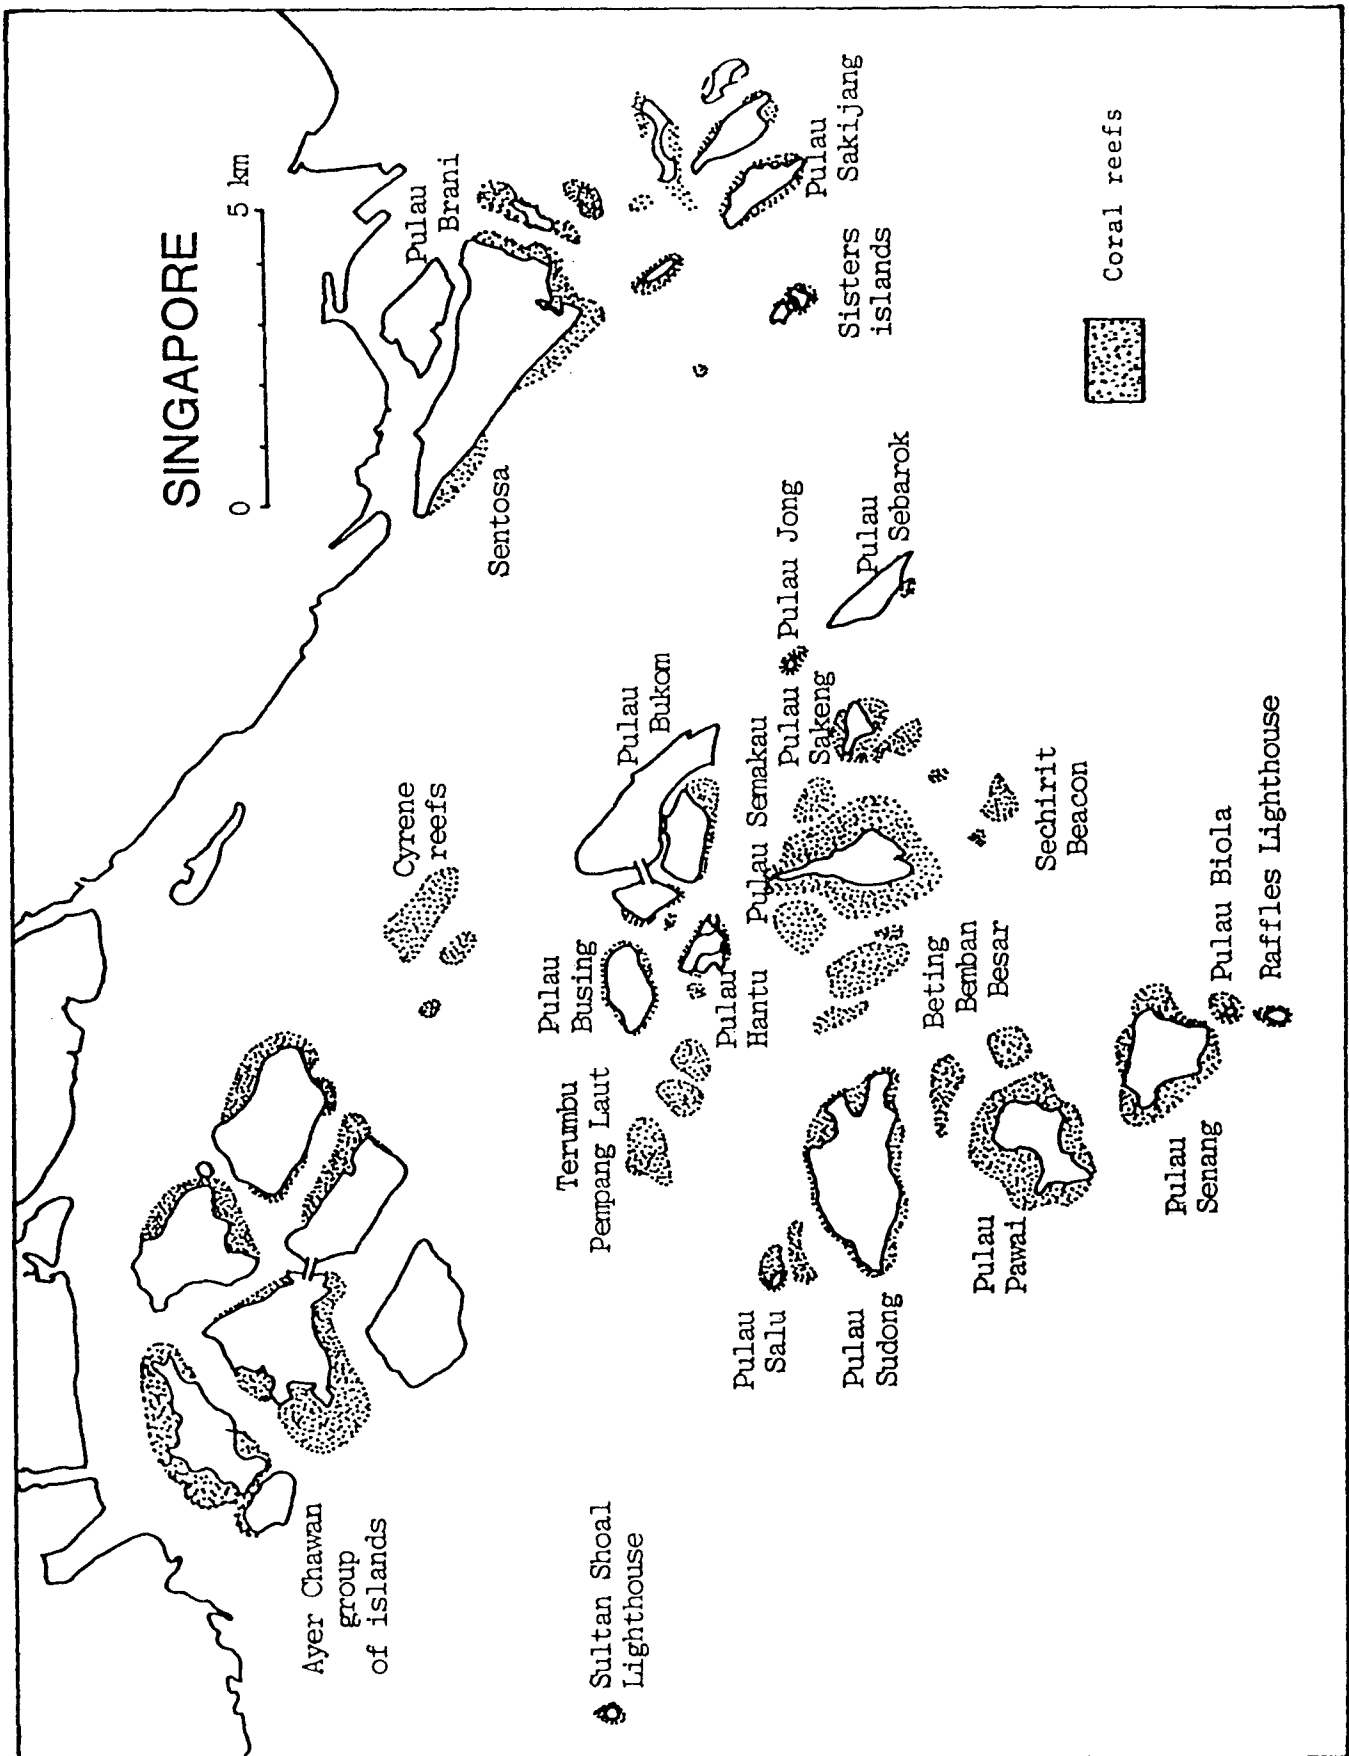 SINGAPORE
0 5 km
Pulau
Brani
Sentosa
Pulau
Sakijang
Sisters
islands
Coral reefs
Pulau Jong
Pulau
Sebarok
Pulau
Bukom
Pulau
Sakeng
Pulau Semakau
Cyrene
reefs
Sechirit
Beacon
Pulau Biola
Raffles Lighthouse
Pulau
Busing
Pulau
Hantu
Beting
Bemban
Besar
Terumbu
Pempang Laut
Pulau
Senang
Pulau
Pawai
Pulau
Salu
Pulau
Sudong
Ayer Chawan
group
of islands
Sultan Shoal
Lighthouse